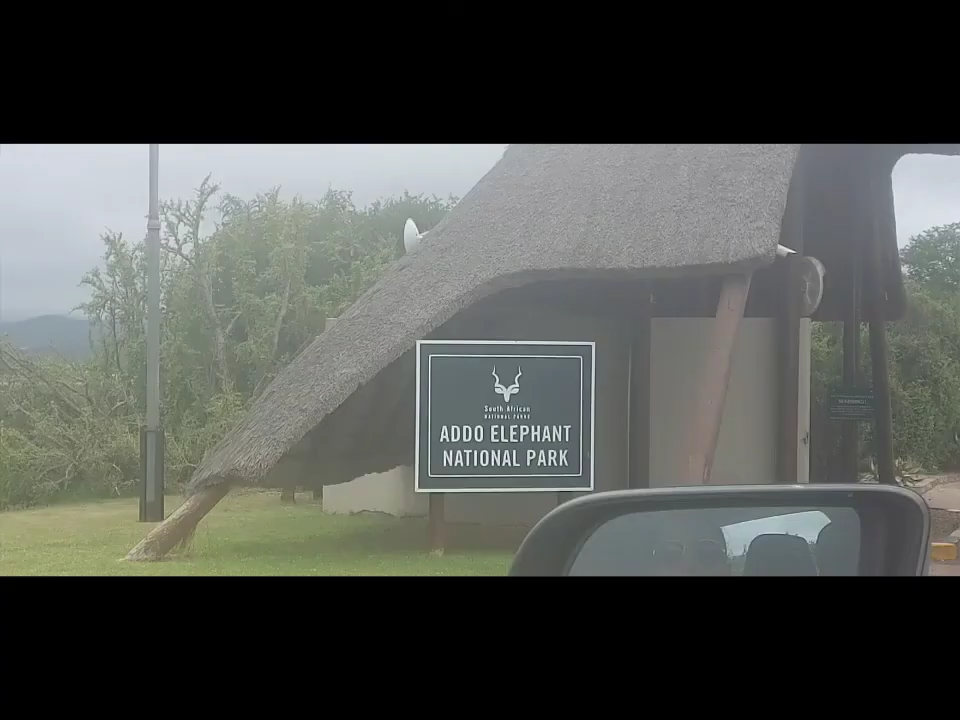 South African
NATIONAL PARKS
ADDO ELEPHANT
NATIONAL PARK